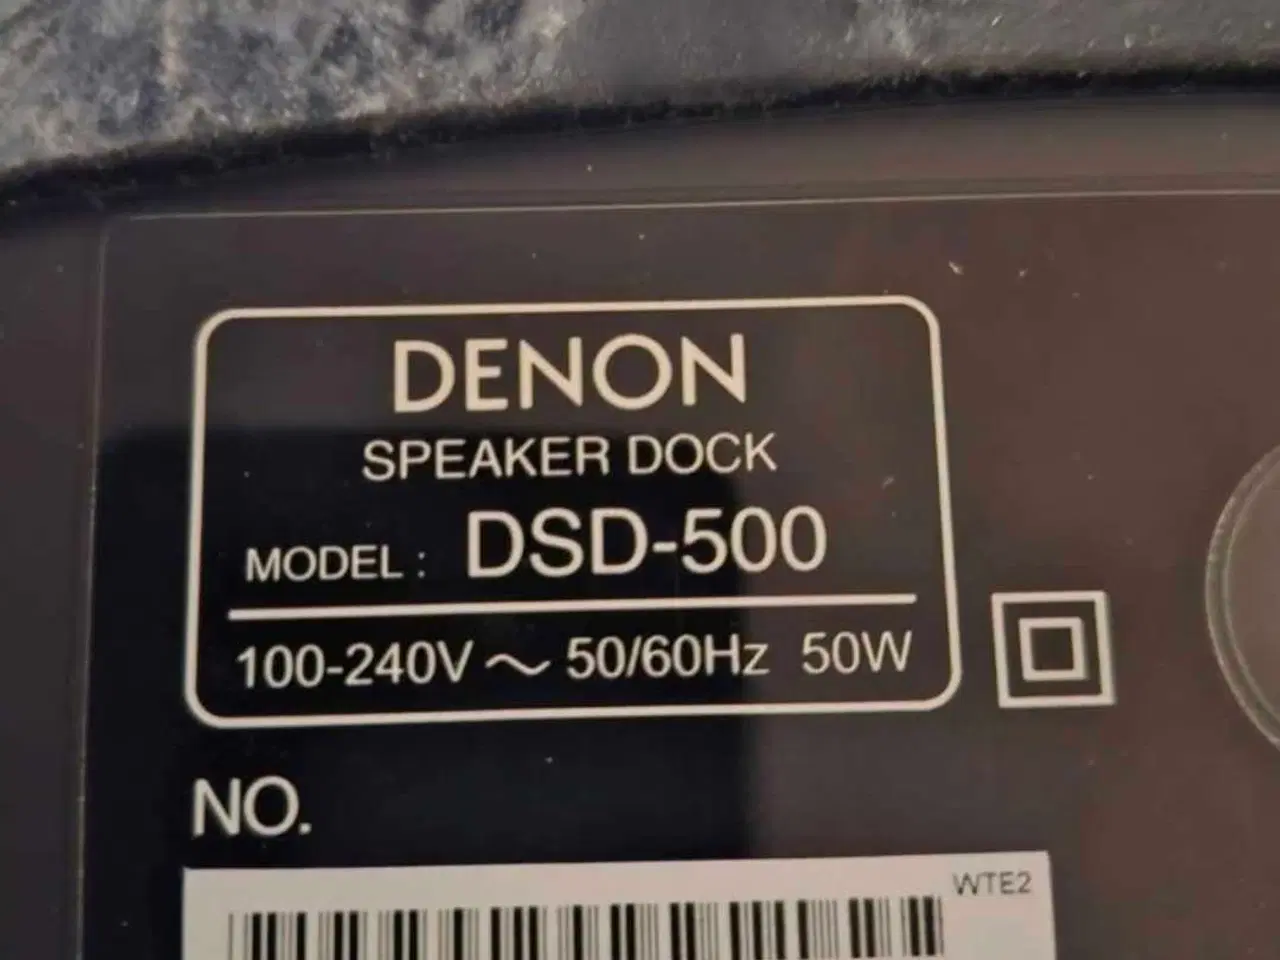 DENON
SPEAKER DOCK
MODEL : DSD-500
100-240V ~ 50/60Hz 50W
NO.
WTE2